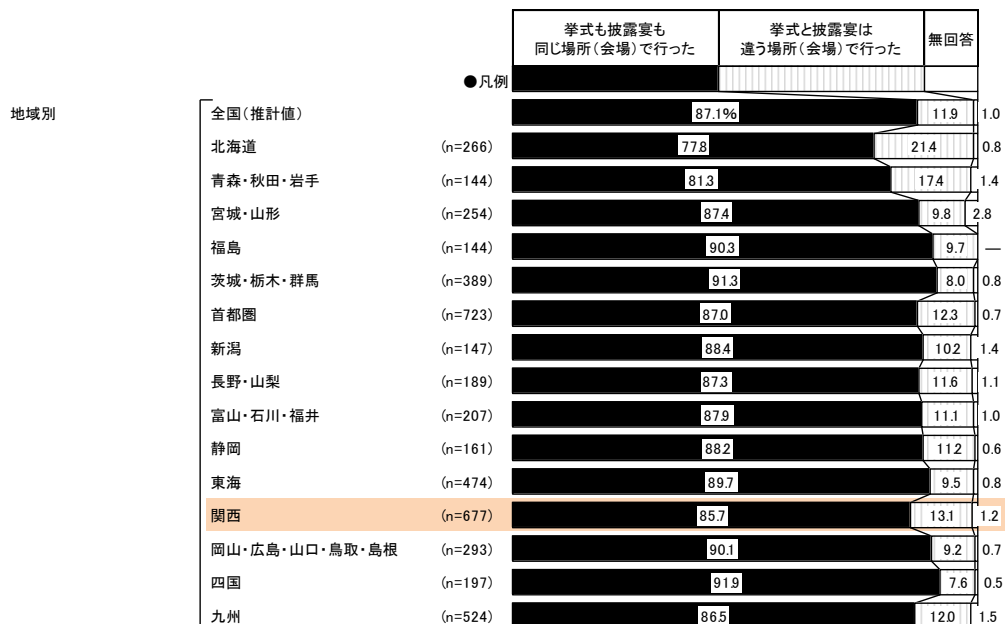 挙式も披露宴も
同じ場所(会場)で行った
挙式と披露宴は
違う場所(会場)で行った
無回答
●凡例
地域別
全国(推計値) 87.1% 11.9 1.0
北海道 (n=266) 77.8 21.4 0.8
青森・秋田・岩手 (n=144) 81.3 17.4 1.4
宮城・山形 (n=254) 87.4 9.8 2.8
福島 (n=144) 90.3 9.7 —
茨城・栃木・群馬 (n=389) 91.3 8.0 0.8
首都圏 (n=723) 87.0 12.3 0.7
新潟 (n=147) 88.4 10.2 1.4
長野・山梨 (n=189) 87.3 11.6 1.1
富山・石川・福井 (n=207) 87.9 11.1 1.0
静岡 (n=161) 88.2 11.2 0.6
東海 (n=474) 89.7 9.5 0.8
関西 (n=677) 85.7 13.1 1.2
岡山・広島・山口・鳥取・島根 (n=293) 90.1 9.2 0.7
四国 (n=197) 91.9 7.6 0.5
九州 (n=524) 86.5 12.0 1.5